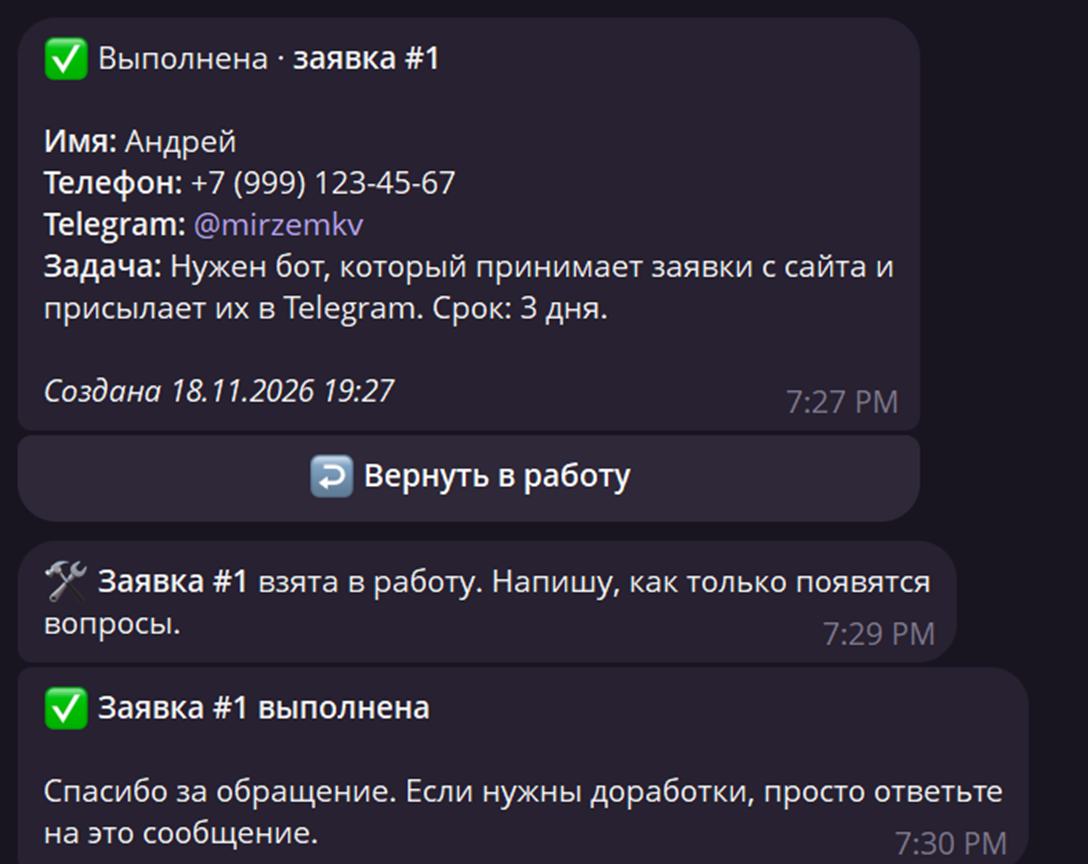 ✅ Выполнена · заявка #1
Имя: Андрей
Телефон: +7 (999) 123-45-67
Telegram: @mirzemkv
Задача: Нужен бот, который принимает заявки с сайта и
присылает их в Telegram. Срок: 3 дня.
Создана 18.11.2026 19:27
7:27 PM
↩️ Вернуть в работу
🛠 Заявка #1 взята в работу. Напишу, как только появятся
вопросы.
7:29 PM
✅ Заявка #1 выполнена
Спасибо за обращение. Если нужны доработки, просто ответьте
на это сообщение.
7:30 PM